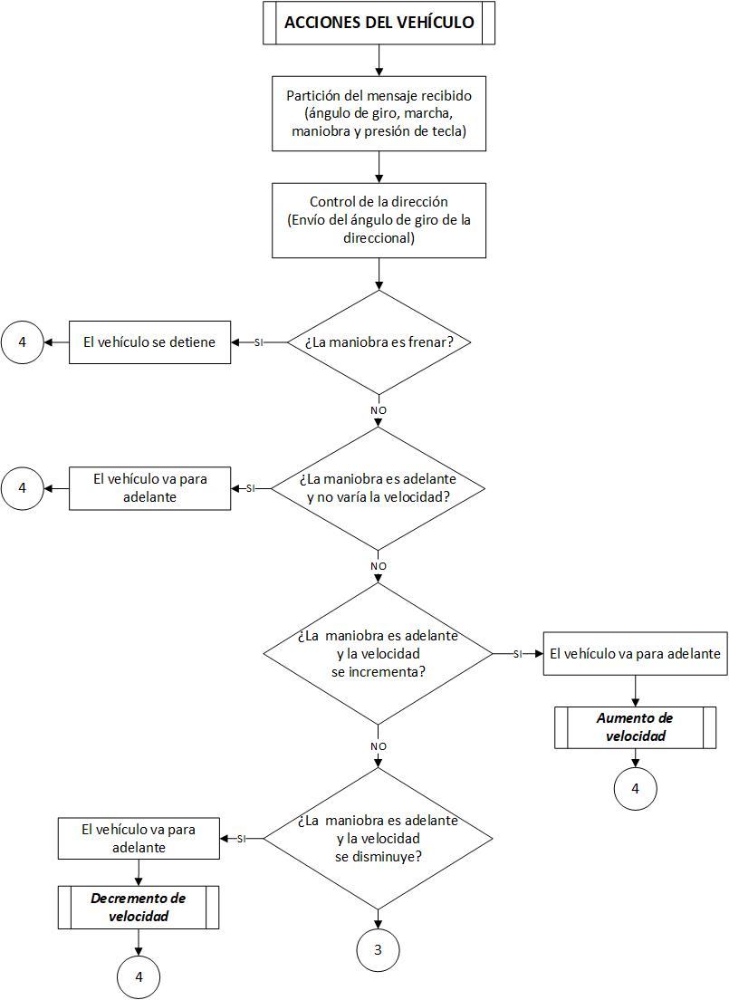 ACCIONES DEL VEHÍCULO
Partición del mensaje recibido
(ángulo de giro, marcha,
maniobra y presión de tecla)
Control de la dirección
(Envío del ángulo de giro de la
direccional)
¿La maniobra es frenar?
SI
El vehículo se detiene
4
NO
¿La maniobra es adelante
y no varía la velocidad?
SI
El vehículo va para
adelante
4
NO
¿La maniobra es adelante
y la velocidad
se incrementa?
SI
El vehículo va para adelante
Aumento de
velocidad
4
NO
¿La maniobra es adelante
y la velocidad
se disminuye?
SI
El vehículo va para
adelante
Decremento de
velocidad
4
3